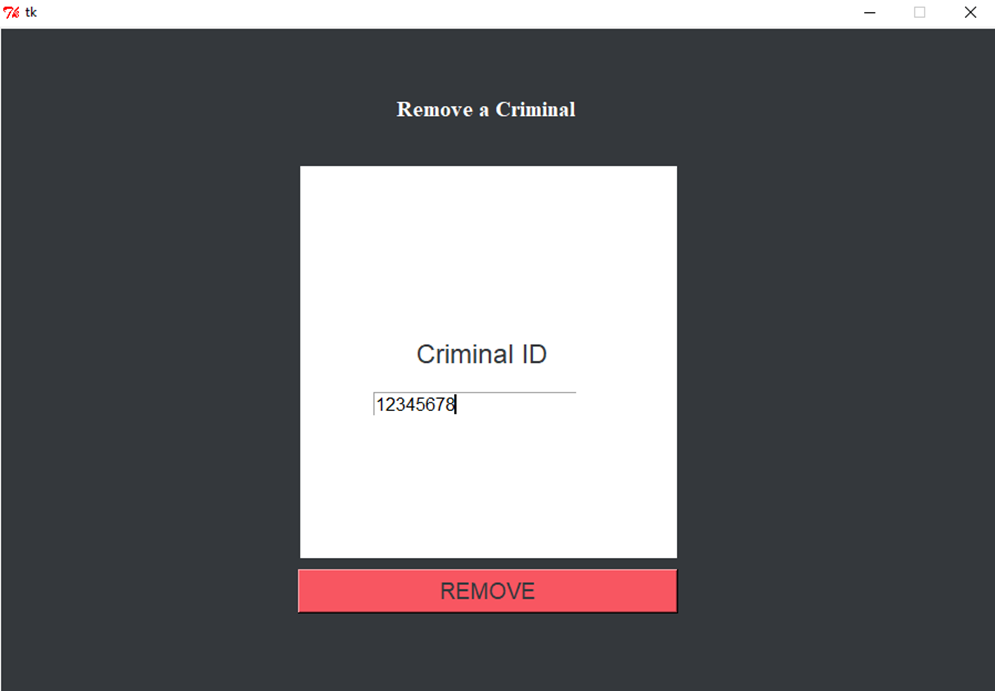 tk
Remove a Criminal
Criminal ID
12345678
REMOVE